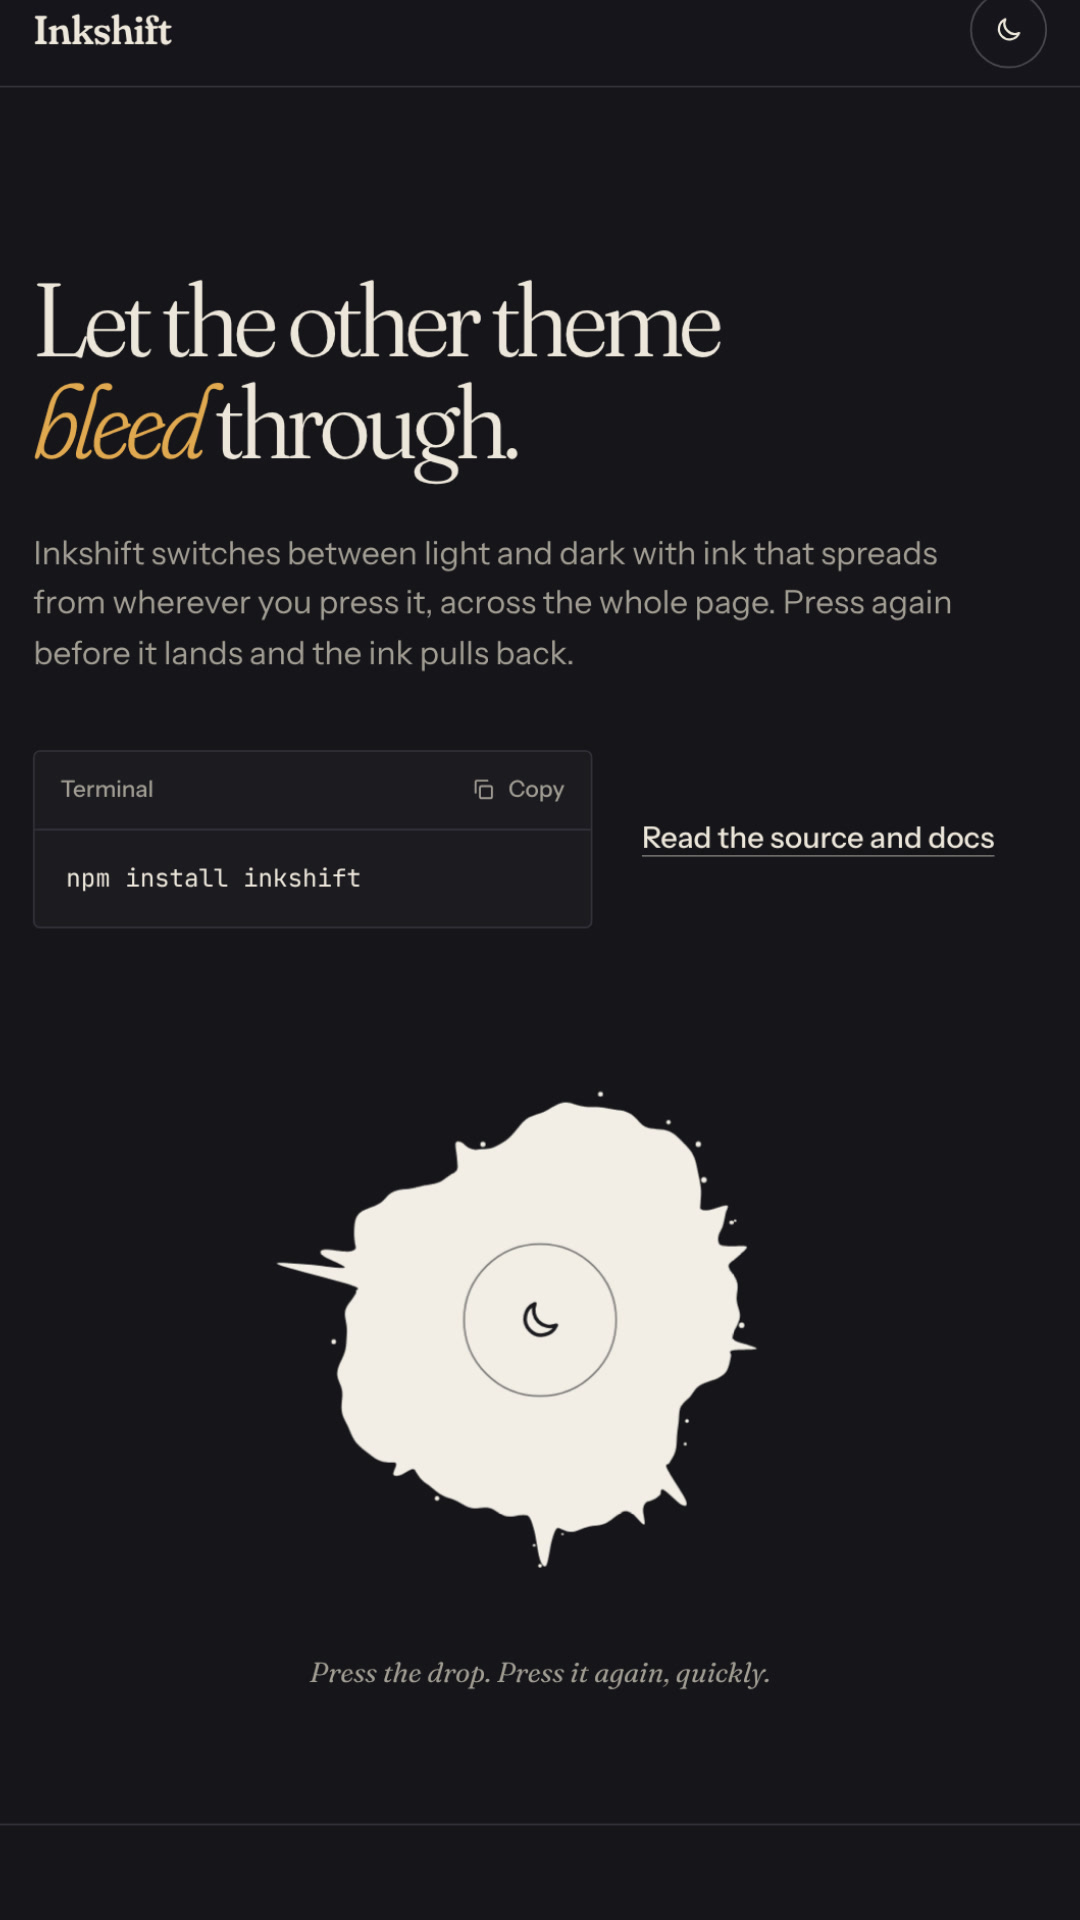 Inkshift
Let the other theme
bleed through.
Inkshift switches between light and dark with ink that spreads
from wherever you press it, across the whole page. Press again
before it lands and the ink pulls back.
Terminal
Copy
npm install inkshift
Read the source and docs
Press the drop. Press it again, quickly.